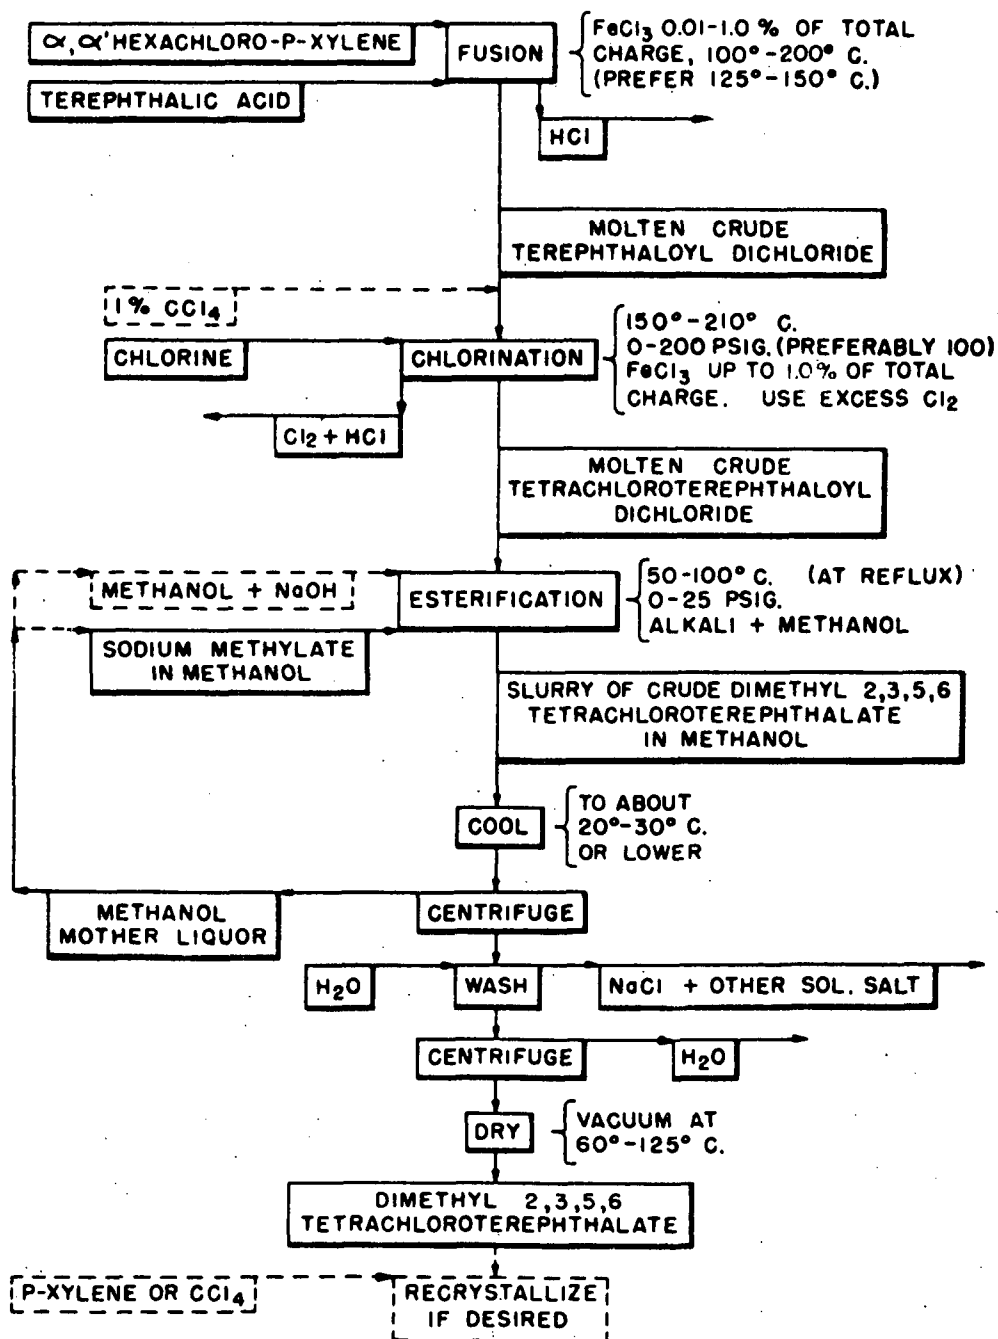 α, α' HEXACHLORO-P-XYLENE
FUSION
FeCl3 0.01-1.0 % OF TOTAL
CHARGE, 100°-200° C.
(PREFER 125°-150° C.)
TEREPHTHALIC ACID
HCl
MOLTEN CRUDE
TEREPHTHALOYL DICHLORIDE
1% CCl4
CHLORINE
CHLORINATION
150°-210° C.
0-200 PSIG. (PREFERABLY 100)
FeCl3 UP TO 1.0% OF TOTAL
CHARGE. USE EXCESS Cl2
Cl2 + HCl
MOLTEN CRUDE
TETRACHLOROTEREPHTHALOYL
DICHLORIDE
METHANOL + NaOH
ESTERIFICATION
50-100° C. (AT REFLUX)
0-25 PSIG.
ALKALI + METHANOL
SODIUM METHYLATE
IN METHANOL
SLURRY OF CRUDE DIMETHYL 2,3,5,6
TETRACHLOROTEREPHTHALATE
IN METHANOL
COOL
TO ABOUT
20°-30° C.
OR LOWER
METHANOL
MOTHER LIQUOR
CENTRIFUGE
H2O
WASH
NaCl + OTHER SOL. SALT
CENTRIFUGE
H2O
DRY
VACUUM AT
60°-125° C.
DIMETHYL 2,3,5,6
TETRACHLOROTEREPHTHALATE
P-XYLENE OR CCl4
RECRYSTALLIZE
IF DESIRED